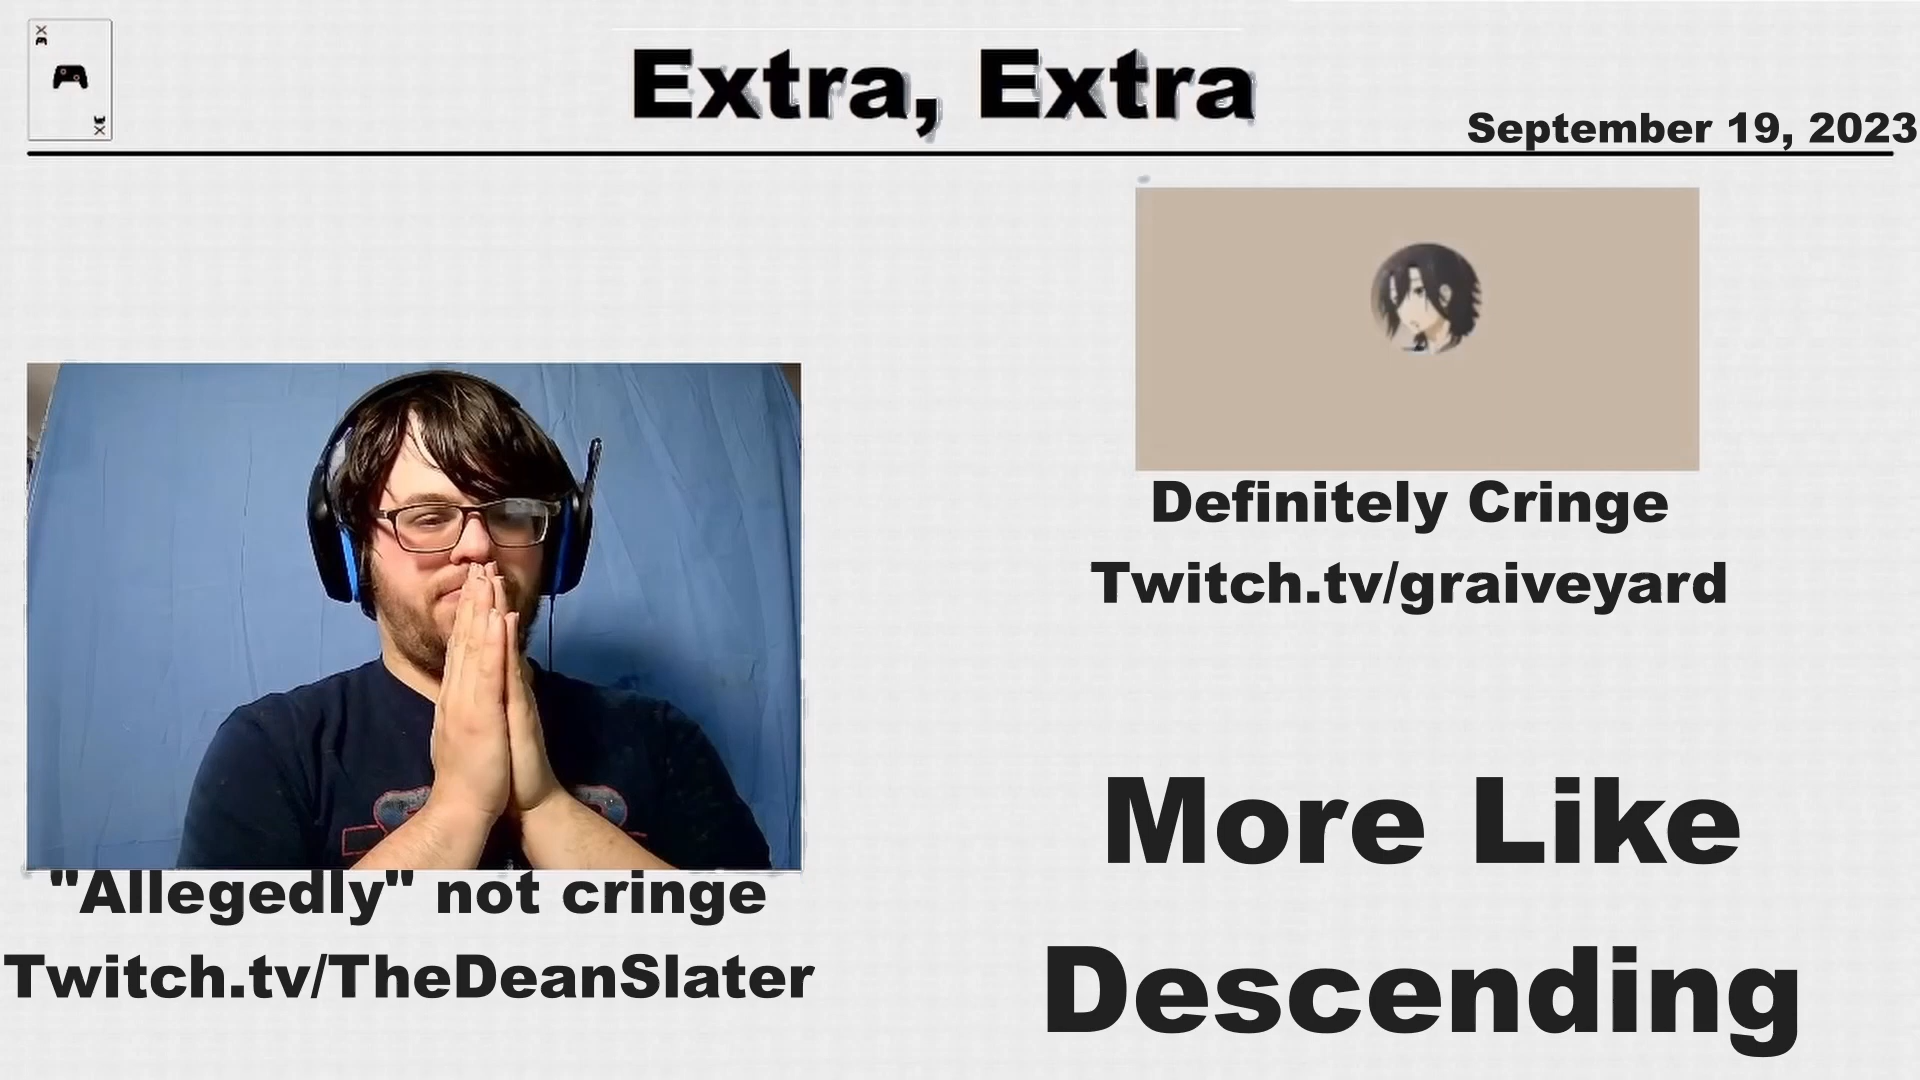 Extra, Extra
September 19, 2023
Definitely Cringe
Twitch.tv/graiveyard
"Allegedly" not cringe
Twitch.tv/TheDeanSlater
More Like
Descending